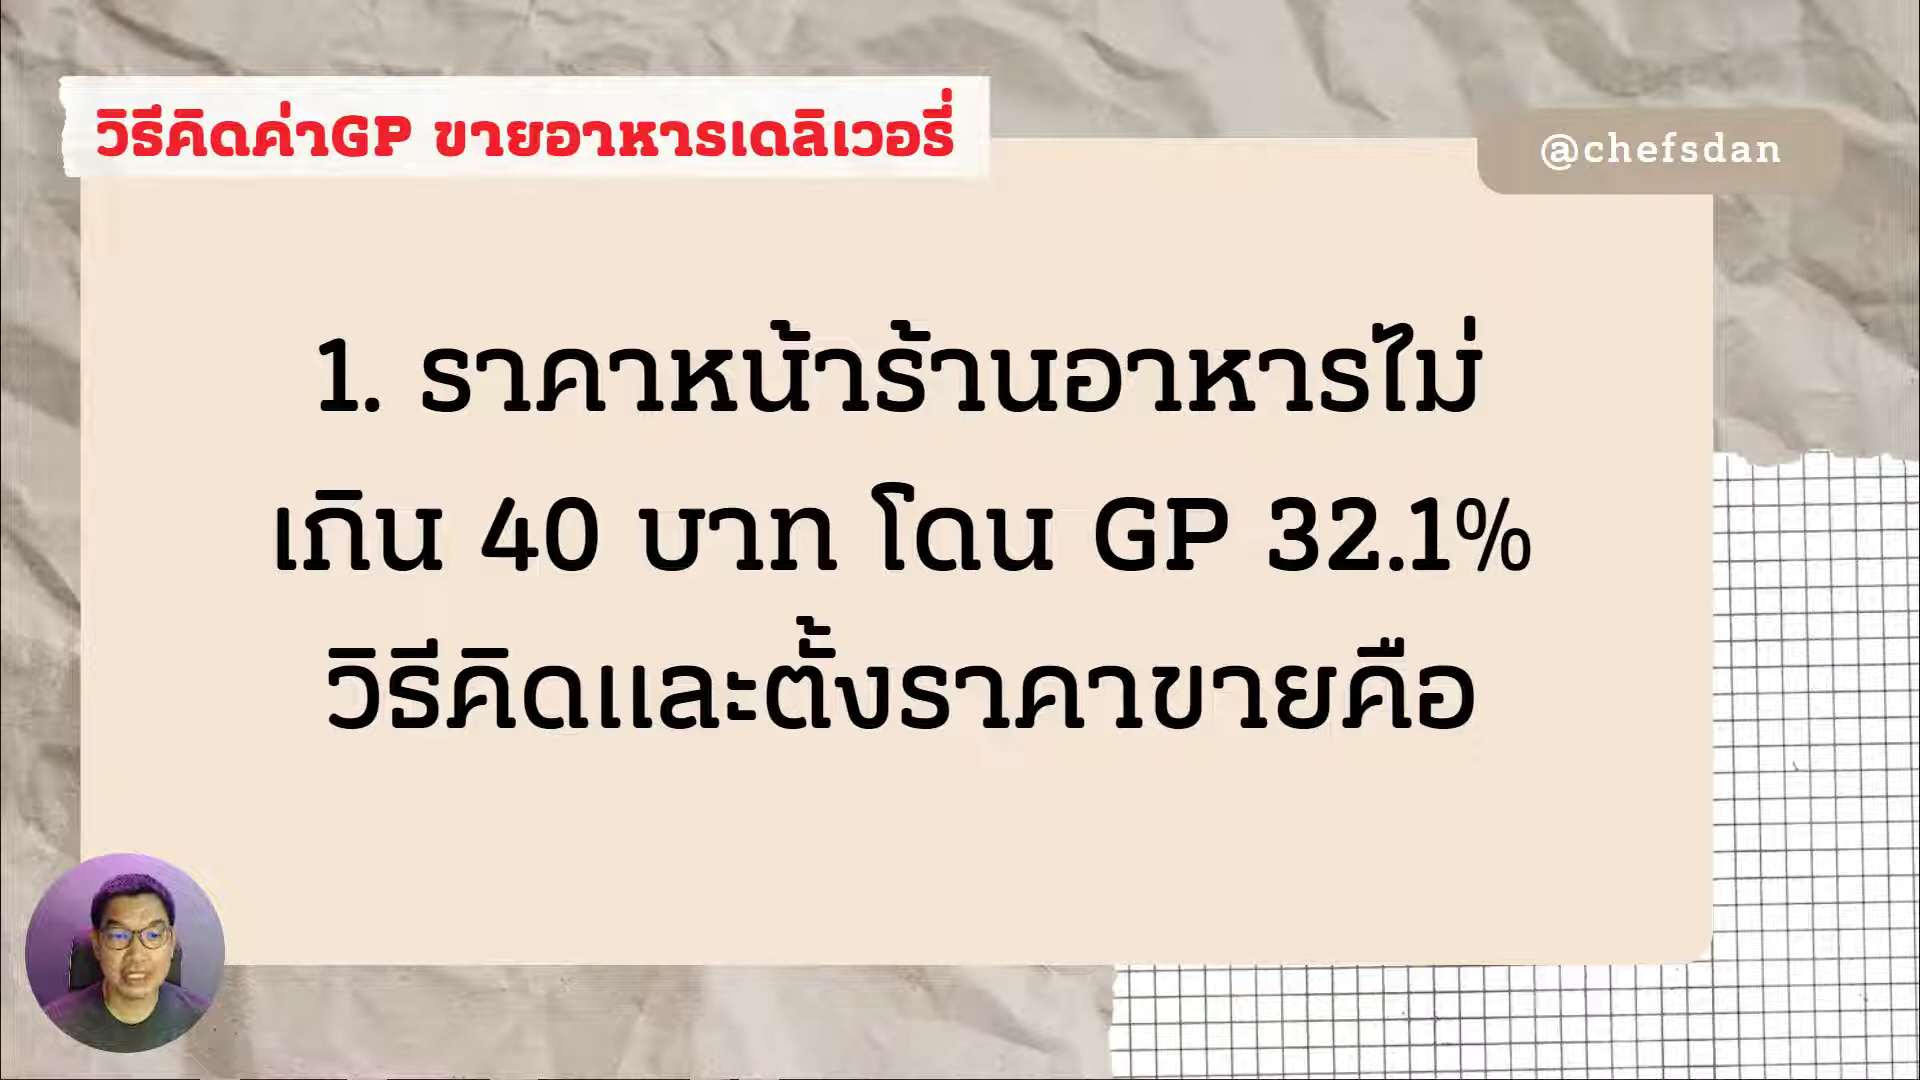 วิธีคิดค่าGP ขายอาหารเดลิเวอรี่
@chefsdan
1. ราคาหน้าร้านอาหารไม่
เกิน 40 บาท โดน GP 32.1%
วิธีคิดและตั้งราคาขายคือ